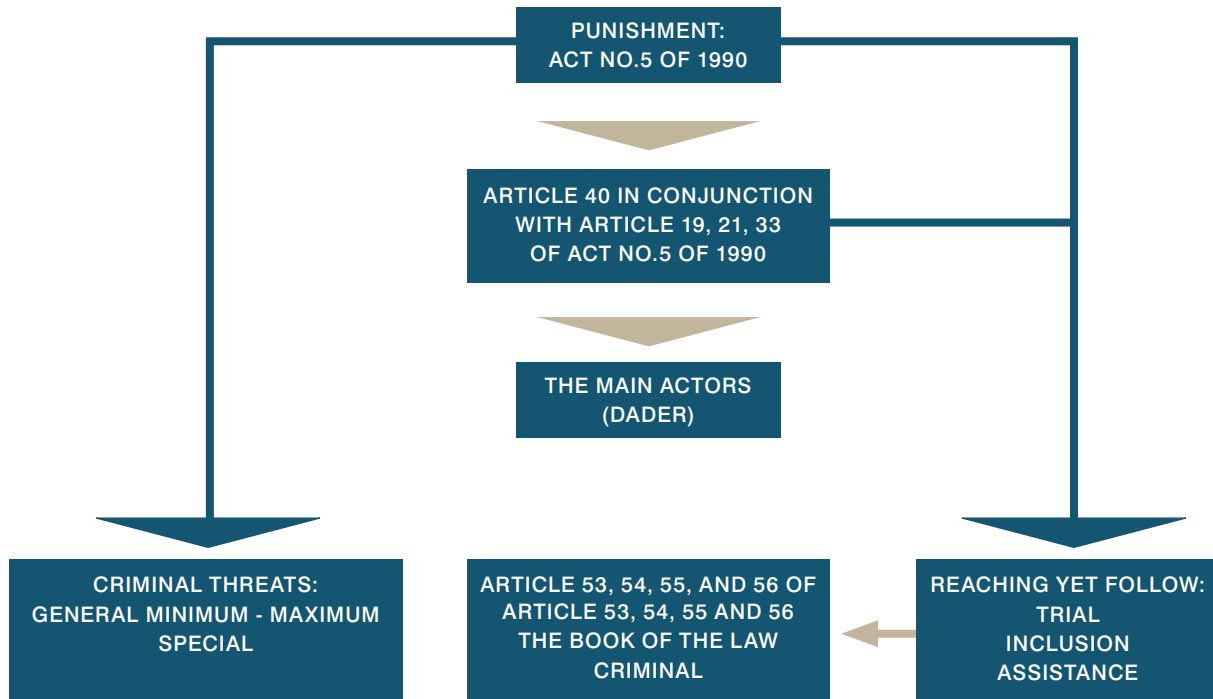 PUNISHMENT:
ACT NO.5 OF 1990
ARTICLE 40 IN CONJUNCTION
WITH ARTICLE 19, 21, 33
OF ACT NO.5 OF 1990
THE MAIN ACTORS
(DADER)
CRIMINAL THREATS:
GENERAL MINIMUM - MAXIMUM
SPECIAL
ARTICLE 53, 54, 55, AND 56 OF
ARTICLE 53, 54, 55 AND 56
THE BOOK OF THE LAW
CRIMINAL
REACHING YET FOLLOW:
TRIAL
INCLUSION
ASSISTANCE